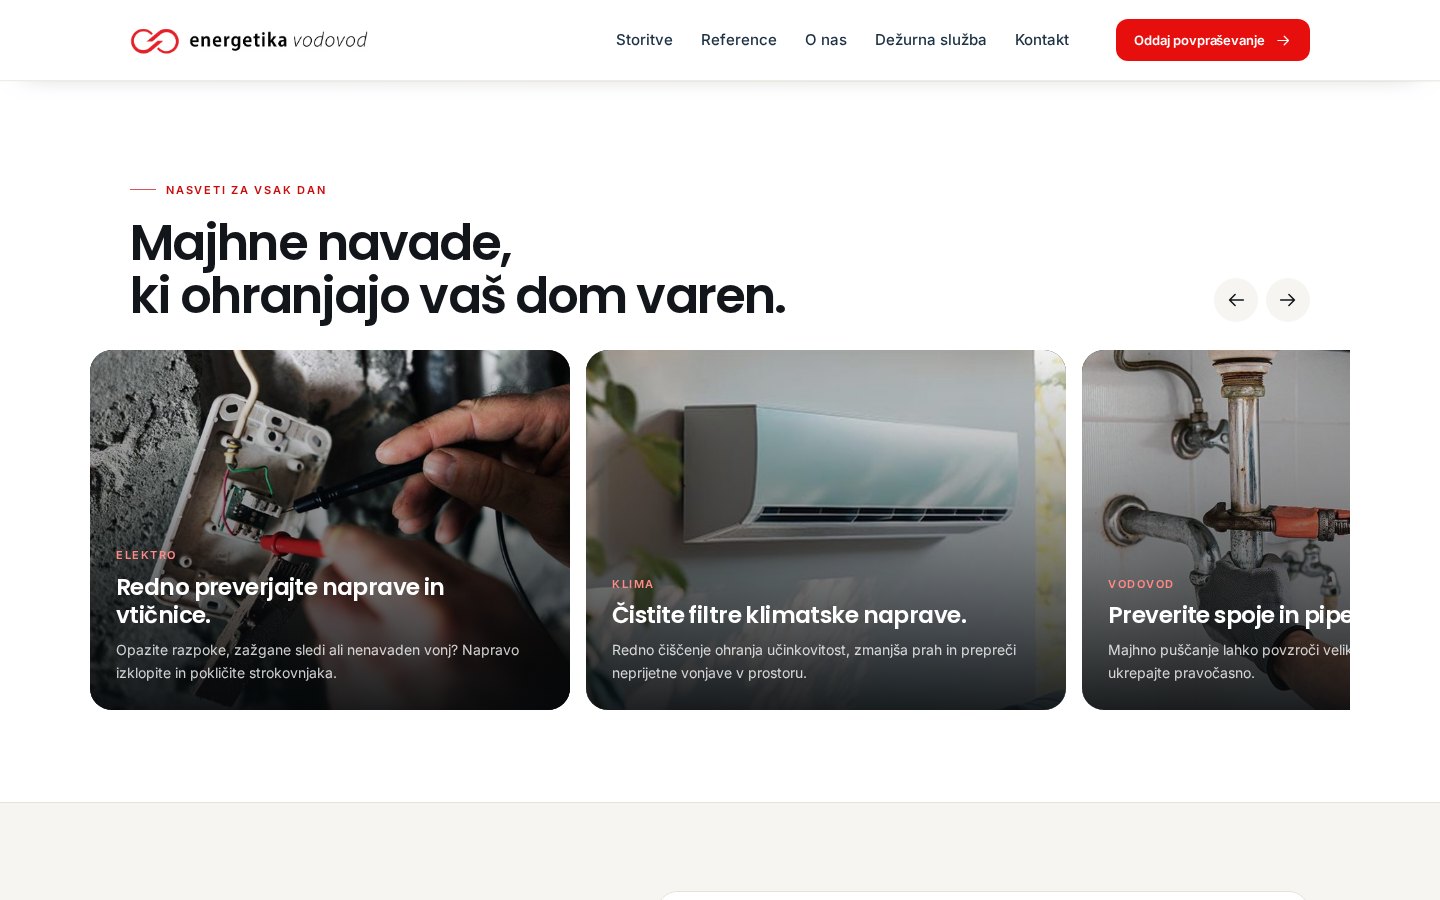 energetika vodovod
Storitve
Reference
O nas
Dežurna služba
Kontakt
Oddaj povpraševanje
NASVETI ZA VSAK DAN
Majhne navade,
ki ohranjajo vaš dom varen.
ELEKTRO
Redno preverjajte naprave in
vtičnice.
Opazite razpoke, zažgane sledi ali nenavaden vonj? Napravo
izklopite in pokličite strokovnjaka.
KLIMA
Čistite filtre klimatske naprave.
Redno čiščenje ohranja učinkovitost, zmanjša prah in prepreči
neprijetne vonjave v prostoru.
VODOVOD
Preverite spoje in pipe
Majhno puščanje lahko povzroči
ukrepajte pravočasno.